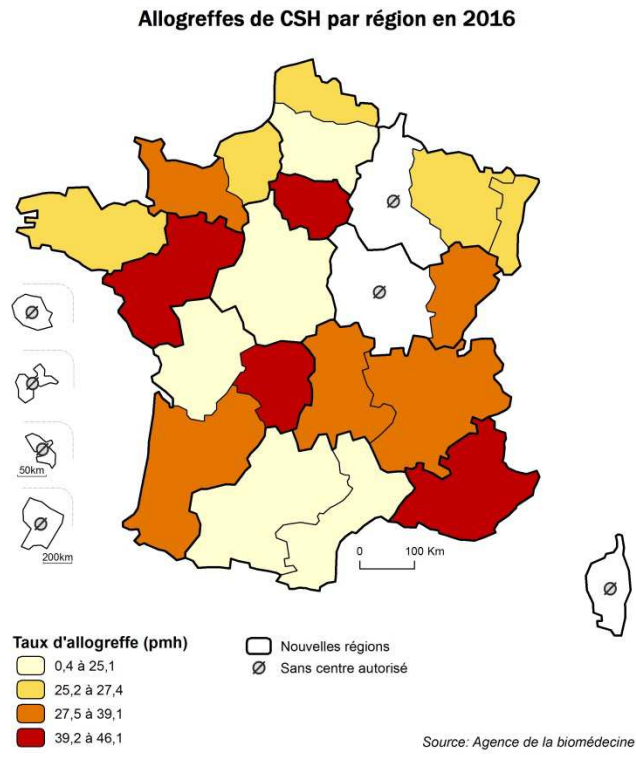 Allogreffes de CSH par région en 2016
50km
200km
0 100 Km
Taux d'allogreffe (pmh)
0,4 à 25,1
25,2 à 27,4
27,5 à 39,1
39,2 à 46,1
Nouvelles régions
Sans centre autorisé
Source: Agence de la biomédecine